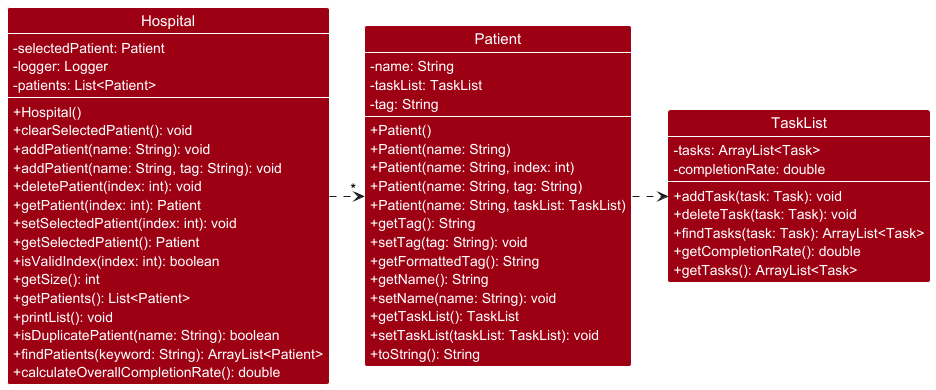 Hospital
-selectedPatient: Patient
-logger: Logger
-patients: List<Patient>
+Hospital()
+clearSelectedPatient(): void
+addPatient(name: String): void
+addPatient(name: String, tag: String): void
+deletePatient(index: int): void
+getPatient(index: int): Patient
+setSelectedPatient(index: int): void
+getSelectedPatient(): Patient
+isValidIndex(index: int): boolean
+getSize(): int
+getPatients(): List<Patient>
+printList(): void
+isDuplicatePatient(name: String): boolean
+findPatients(keyword: String): ArrayList<Patient>
+calculateOverallCompletionRate(): double
*
Patient
-name: String
-taskList: TaskList
-tag: String
+Patient()
+Patient(name: String)
+Patient(name: String, index: int)
+Patient(name: String, tag: String)
+Patient(name: String, taskList: TaskList)
+getTag(): String
+setTag(tag: String): void
+getFormattedTag(): String
+getName(): String
+setName(name: String): void
+getTaskList(): TaskList
+setTaskList(taskList: TaskList): void
+toString(): String
TaskList
-tasks: ArrayList<Task>
-completionRate: double
+addTask(task: Task): void
+deleteTask(task: Task): void
+findTasks(task: Task): ArrayList<Task>
+getCompletionRate(): double
+getTasks(): ArrayList<Task>